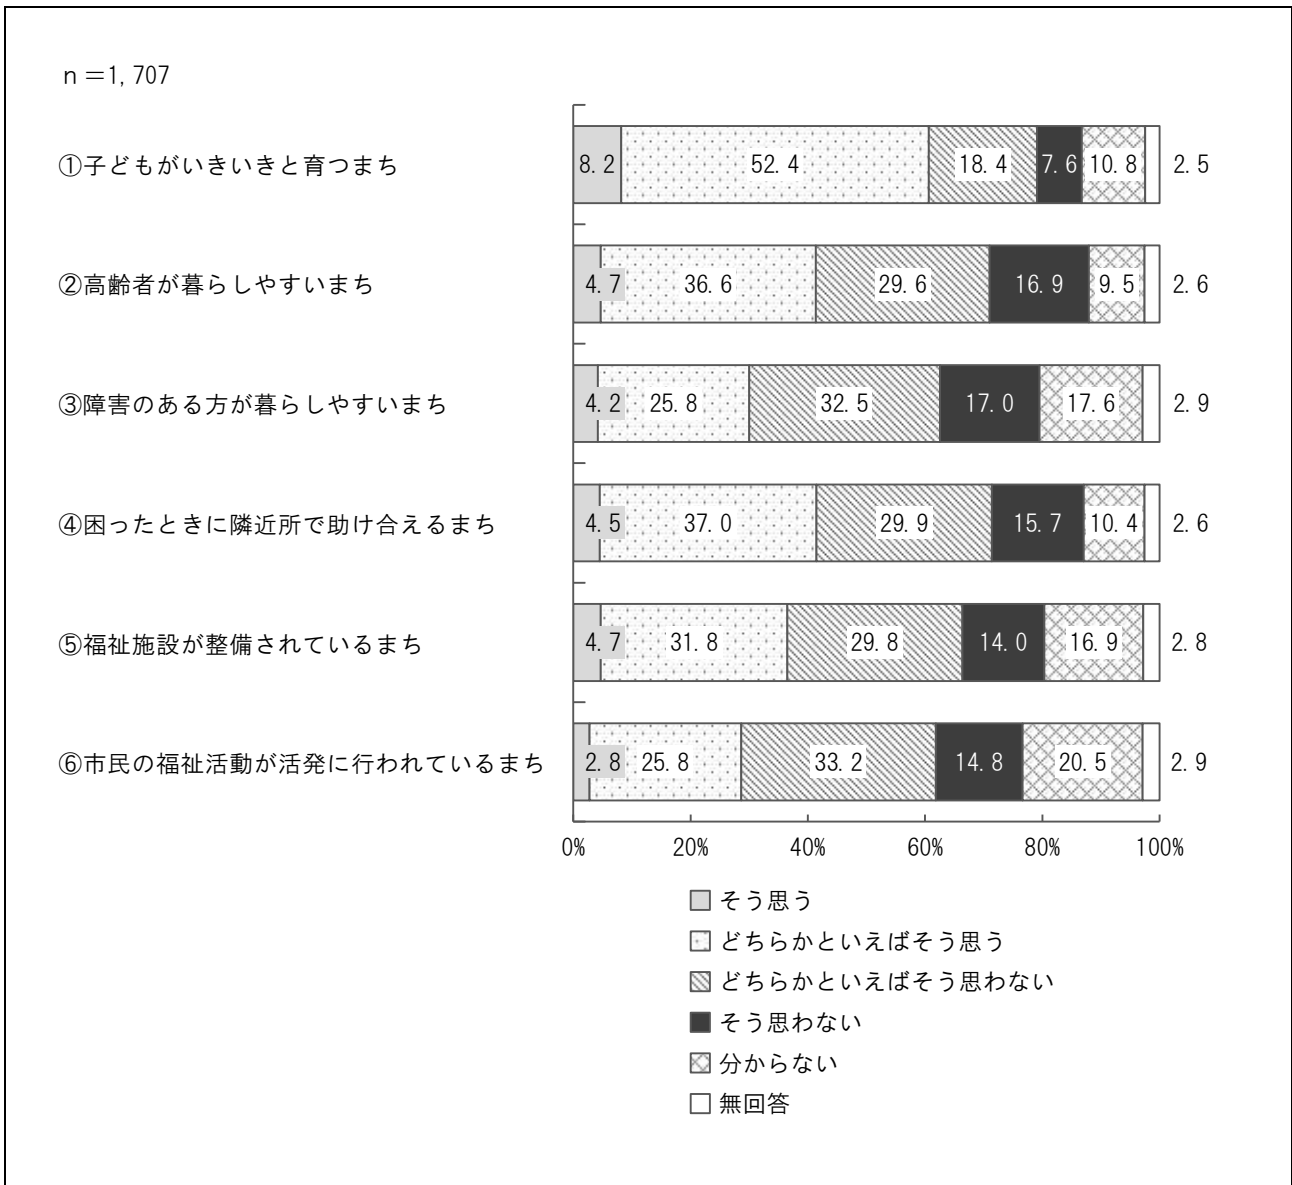 n＝1,707
①子どもがいきいきと育つまち 8.2 52.4 18.4 7.6 10.8 2.5
②高齢者が暮らしやすいまち 4.7 36.6 29.6 16.9 9.5 2.6
③障害のある方が暮らしやすいまち 4.2 25.8 32.5 17.0 17.6 2.9
④困ったときに隣近所で助け合えるまち 4.5 37.0 29.9 15.7 10.4 2.6
⑤福祉施設が整備されているまち 4.7 31.8 29.8 14.0 16.9 2.8
⑥市民の福祉活動が活発に行われているまち 2.8 25.8 33.2 14.8 20.5 2.9
0% 20% 40% 60% 80% 100%
そう思う
どちらかといえばそう思う
どちらかといえばそう思わない
そう思わない
分からない
無回答